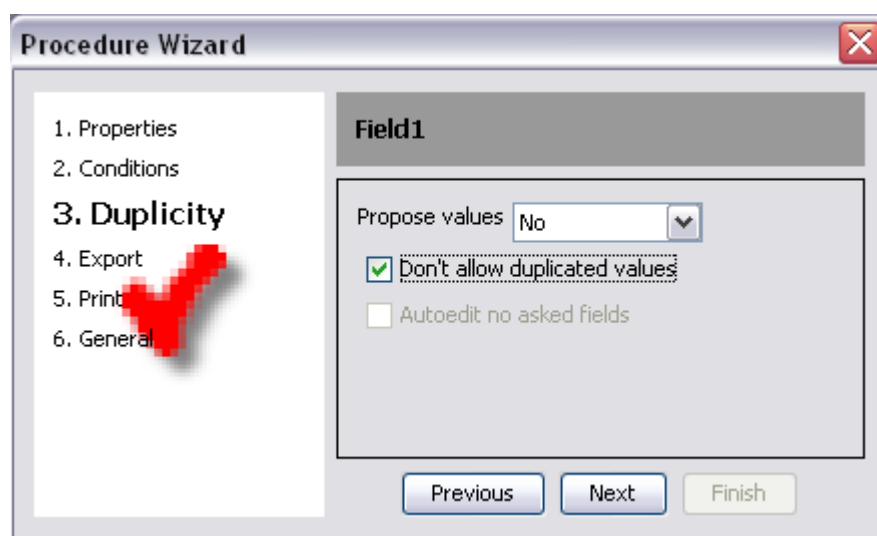 Procedure Wizard
1. Properties
2. Conditions
3. Duplicity
4. Export
5. Print
6. General
Field1
Propose values No
Don't allow duplicated values
Autoedit no asked fields
Previous Next Finish